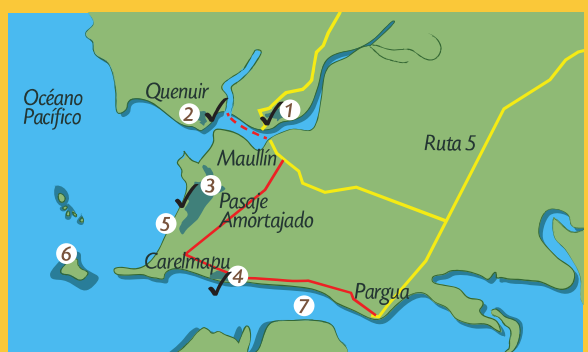 Océano
Pacífico
Quenuir
2
1
Ruta 5
Maullín
3
Pasaje
Amortajado
5
6
Carelmapu
4
7
Pargua